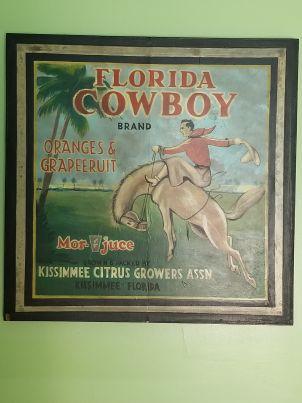 FLORIDA
COWBOY
BRAND
ORANGES &
GRAPEFRUIT
Mor-juce
GROWN & PACKED BY
KISSIMMEE CITRUS GROWERS ASSN.
KISSIMMEE · FLORIDA